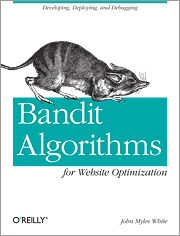 Developing, Deploying, and Debugging
Bandit
Algorithms
for Website Optimization
O'REILLY®
John Myles White